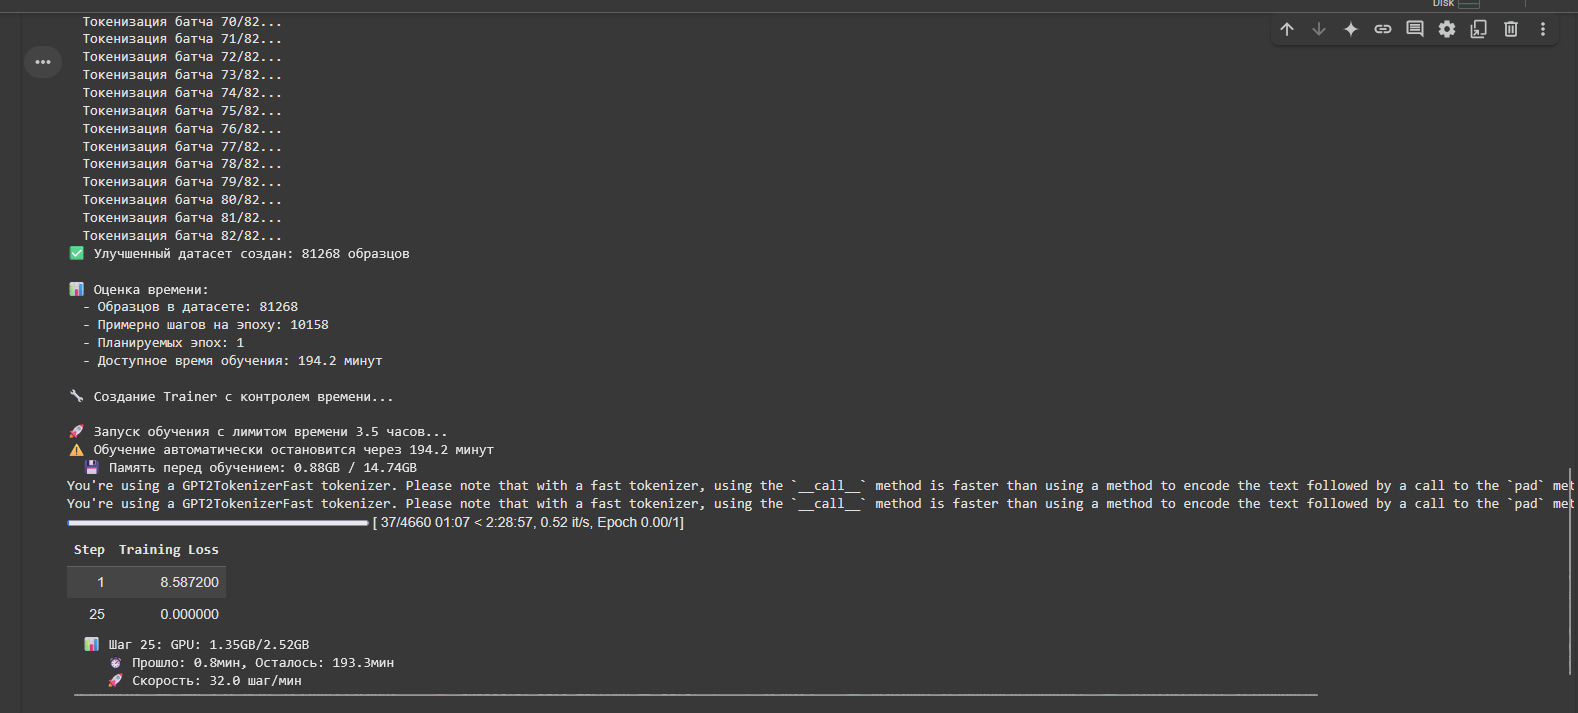 Disk
Токенизация батча 70/82...
Токенизация батча 71/82...
Токенизация батча 72/82...
Токенизация батча 73/82...
Токенизация батча 74/82...
Токенизация батча 75/82...
Токенизация батча 76/82...
Токенизация батча 77/82...
Токенизация батча 78/82...
Токенизация батча 79/82...
Токенизация батча 80/82...
Токенизация батча 81/82...
Токенизация батча 82/82...
✅ Улучшенный датасет создан: 81268 образцов
📊 Оценка времени:
- Образцов в датасете: 81268
- Примерно шагов на эпоху: 10158
- Планируемых эпох: 1
- Доступное время обучения: 194.2 минут
🔧 Создание Trainer с контролем времени...
🚀 Запуск обучения с лимитом времени 3.5 часов...
⚠️ Обучение автоматически остановится через 194.2 минут
💾 Память перед обучением: 0.88GB / 14.74GB
You're using a GPT2TokenizerFast tokenizer. Please note that with a fast tokenizer, using the `__call__` method is faster than using a method to encode the text followed by a call to the `pad` met
You're using a GPT2TokenizerFast tokenizer. Please note that with a fast tokenizer, using the `__call__` method is faster than using a method to encode the text followed by a call to the `pad` met
[ 37/4660 01:07 < 2:28:57, 0.52 it/s, Epoch 0.00/1]
Step Training Loss
1 8.587200
25 0.000000
📊 Шаг 25: GPU: 1.35GB/2.52GB
⏰ Прошло: 0.8мин, Осталось: 193.3мин
🚀 Скорость: 32.0 шаг/мин